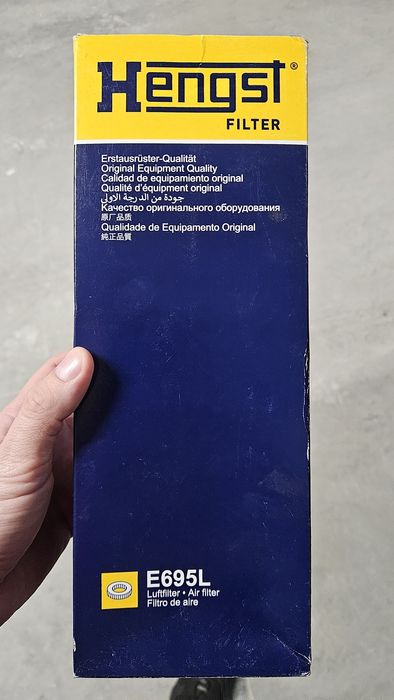 Hengst®
FILTER
Erstausrüster-Qualität
Original Equipment Quality
Calidad de equipamiento original
Qualité d'équipment original
جودة من الدرجة الاولى
Качество оригинального оборудования
原厂品质
Qualidade de Equipamento Original
純正品質
E695L
Luftfilter • Air filter
Filtro de aire